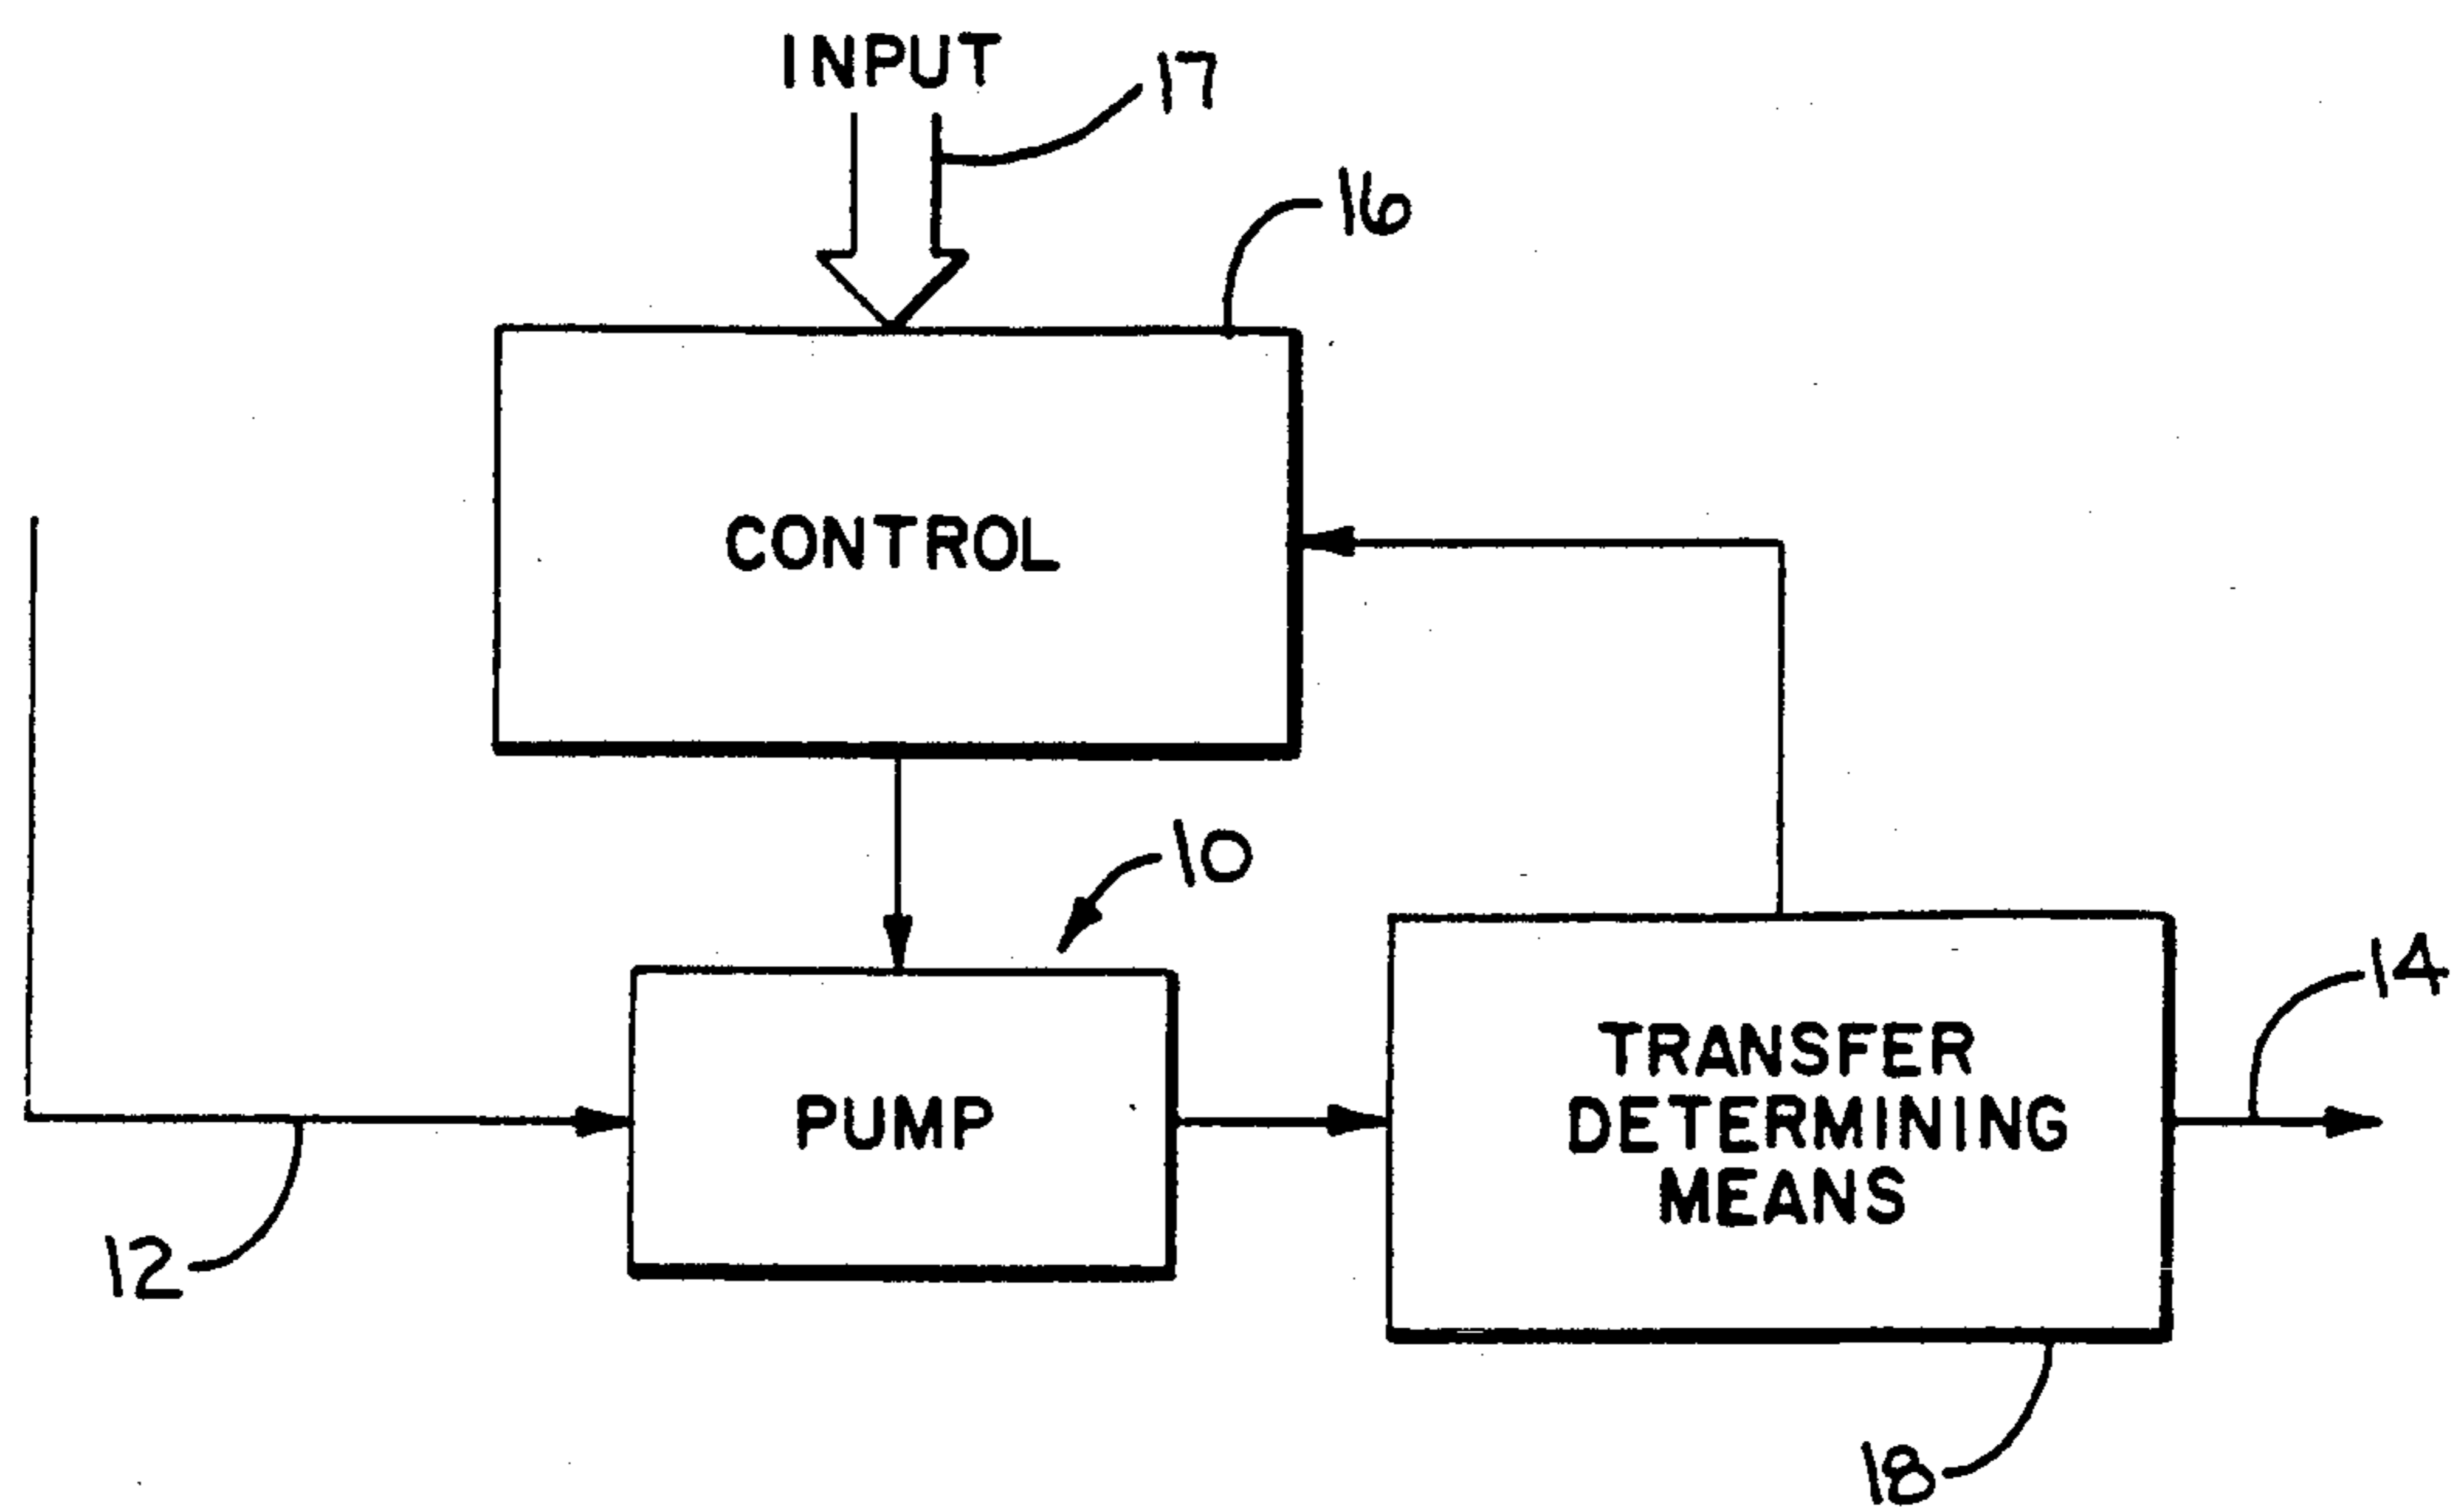 INPUT
17
16
CONTROL
10
14
TRANSFER
DETERMINING
MEANS
PUMP
12
18